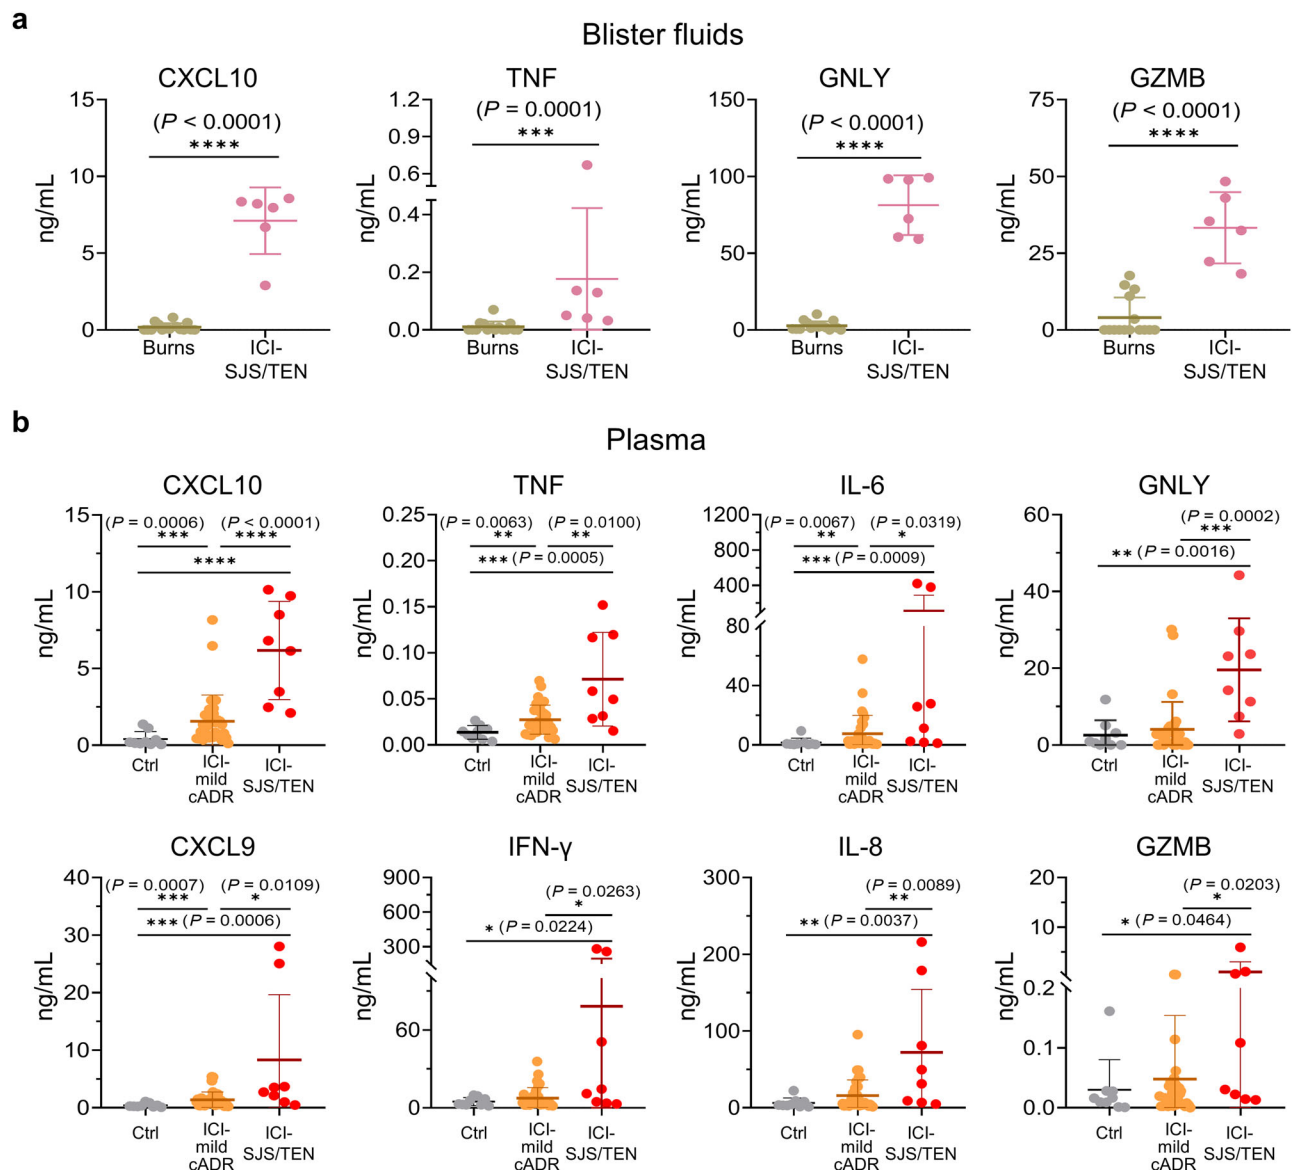 a
Blister fluids
CXCL10
TNF
GNLY
GZMB
15
10
5
0
ng/mL
(P < 0.0001)
****
Burns
ICI-
SJS/TEN
1.2
0.9
0.6
0.4
0.2
0.0
ng/mL
(P = 0.0001)
***
Burns
ICI-
SJS/TEN
150
100
50
0
ng/mL
(P < 0.0001)
****
Burns
ICI-
SJS/TEN
75
50
25
0
ng/mL
(P < 0.0001)
****
Burns
ICI-
SJS/TEN
b
Plasma
CXCL10
TNF
IL-6
GNLY
15
10
5
0
ng/mL
(P = 0.0006) (P < 0.0001)
*** ****
****
Ctrl
ICI-
mild
cADR
ICI-
SJS/TEN
0.25
0.20
0.15
0.10
0.05
0.00
ng/mL
(P = 0.0063) (P = 0.0100)
** **
*** (P = 0.0005)
Ctrl
ICI-
mild
cADR
ICI-
SJS/TEN
1200
1000
800
600
400
80
40
0
ng/mL
(P = 0.0067) (P = 0.0319)
** *
*** (P = 0.0009)
Ctrl
ICI-
mild
cADR
ICI-
SJS/TEN
60
40
20
0
ng/mL
(P = 0.0002)
***
** (P = 0.0016)
Ctrl
ICI-
mild
cADR
ICI-
SJS/TEN
CXCL9
IFN-γ
IL-8
GZMB
40
30
20
10
0
ng/mL
(P = 0.0007) (P = 0.0109)
*** *
*** (P = 0.0006)
Ctrl
ICI-
mild
cADR
ICI-
SJS/TEN
900
600
300
60
0
ng/mL
(P = 0.0263)
*
* (P = 0.0224)
Ctrl
ICI-
mild
cADR
ICI-
SJS/TEN
300
200
100
0
ng/mL
(P = 0.0089)
**
** (P = 0.0037)
Ctrl
ICI-
mild
cADR
ICI-
SJS/TEN
20
10
0.2
0.1
0.0
ng/mL
(P = 0.0203)
*
* (P = 0.0464)
Ctrl
ICI-
mild
cADR
ICI-
SJS/TEN